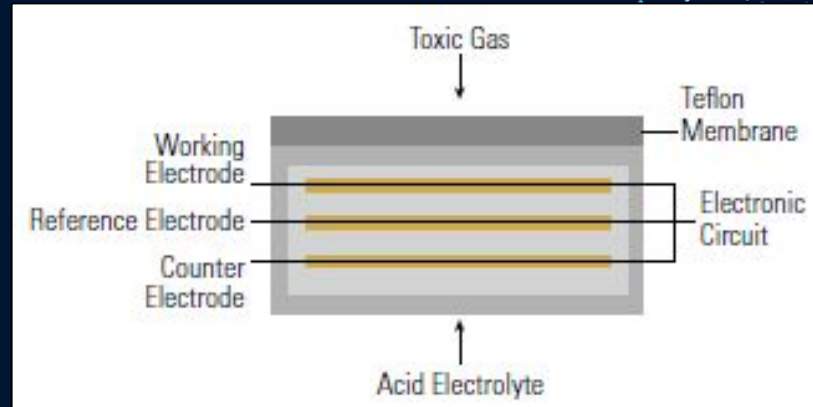 Toxic Gas
Teflon
Membrane
Working
Electrode
Reference Electrode
Electronic
Circuit
Counter
Electrode
Acid Electrolyte